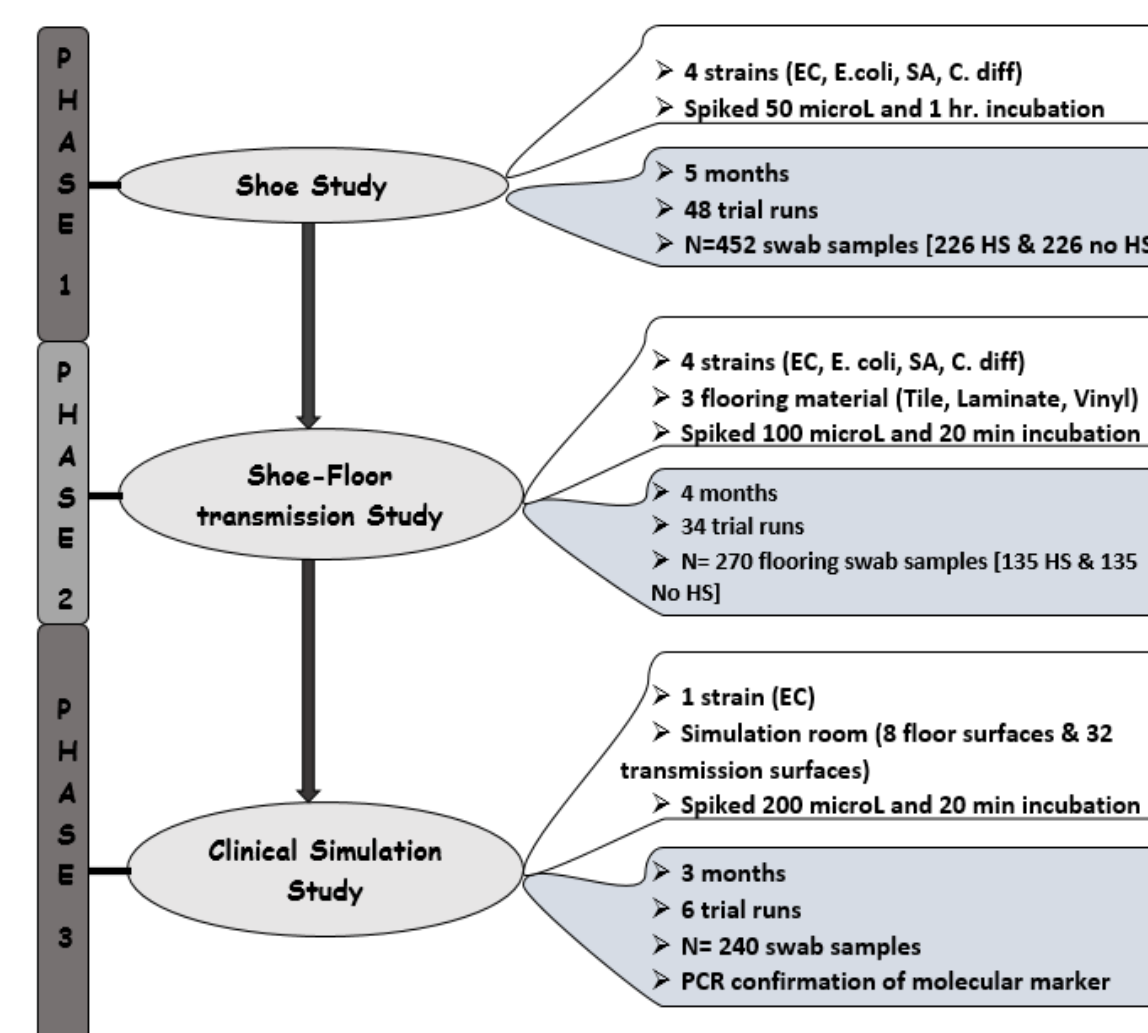 PHASE 1
Shoe Study
➢ 4 strains (EC, E.coli, SA, C. diff)
➢ Spiked 50 microL and 1 hr. incubation
➢ 5 months
➢ 48 trial runs
➢ N=452 swab samples [226 HS & 226 no HS
PHASE 2
Shoe-Floor
transmission Study
➢ 4 strains (EC, E. coli, SA, C. diff)
➢ 3 flooring material (Tile, Laminate, Vinyl)
➢ Spiked 100 microL and 20 min incubation
➢ 4 months
➢ 34 trial runs
➢ N= 270 flooring swab samples [135 HS & 135
No HS]
PHASE 3
Clinical Simulation
Study
➢ 1 strain (EC)
➢ Simulation room (8 floor surfaces & 32
transmission surfaces)
➢ Spiked 200 microL and 20 min incubation
➢ 3 months
➢ 6 trial runs
➢ N= 240 swab samples
➢ PCR confirmation of molecular marker